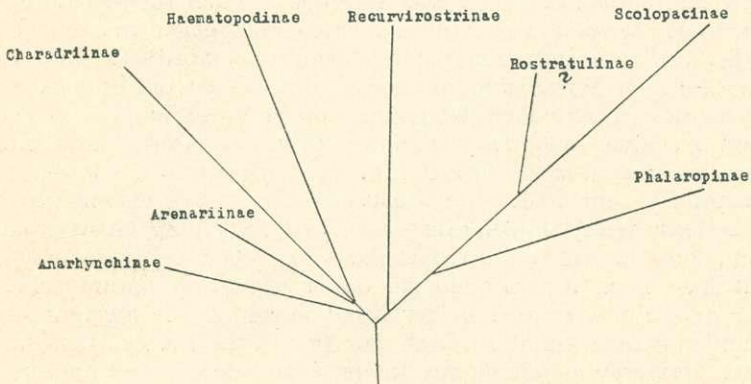 Haematopodinae
Recurvirostrinae
Scolopacinae
Charadriinae
Rostratulinae
?
Phalaropinae
Arenariinae
Anarhynchinae